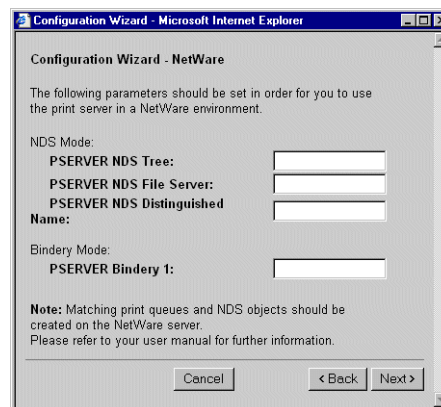 Configuration Wizard - Microsoft Internet Explorer
Configuration Wizard - NetWare
The following parameters should be set in order for you to use
the print server in a NetWare environment.
NDS Mode:
PSERVER NDS Tree:
PSERVER NDS File Server:
PSERVER NDS Distinguished
Name:
Bindery Mode:
PSERVER Bindery 1:
Note: Matching print queues and NDS objects should be
created on the NetWare server.
Please refer to your user manual for further information.
Cancel
< Back
Next >